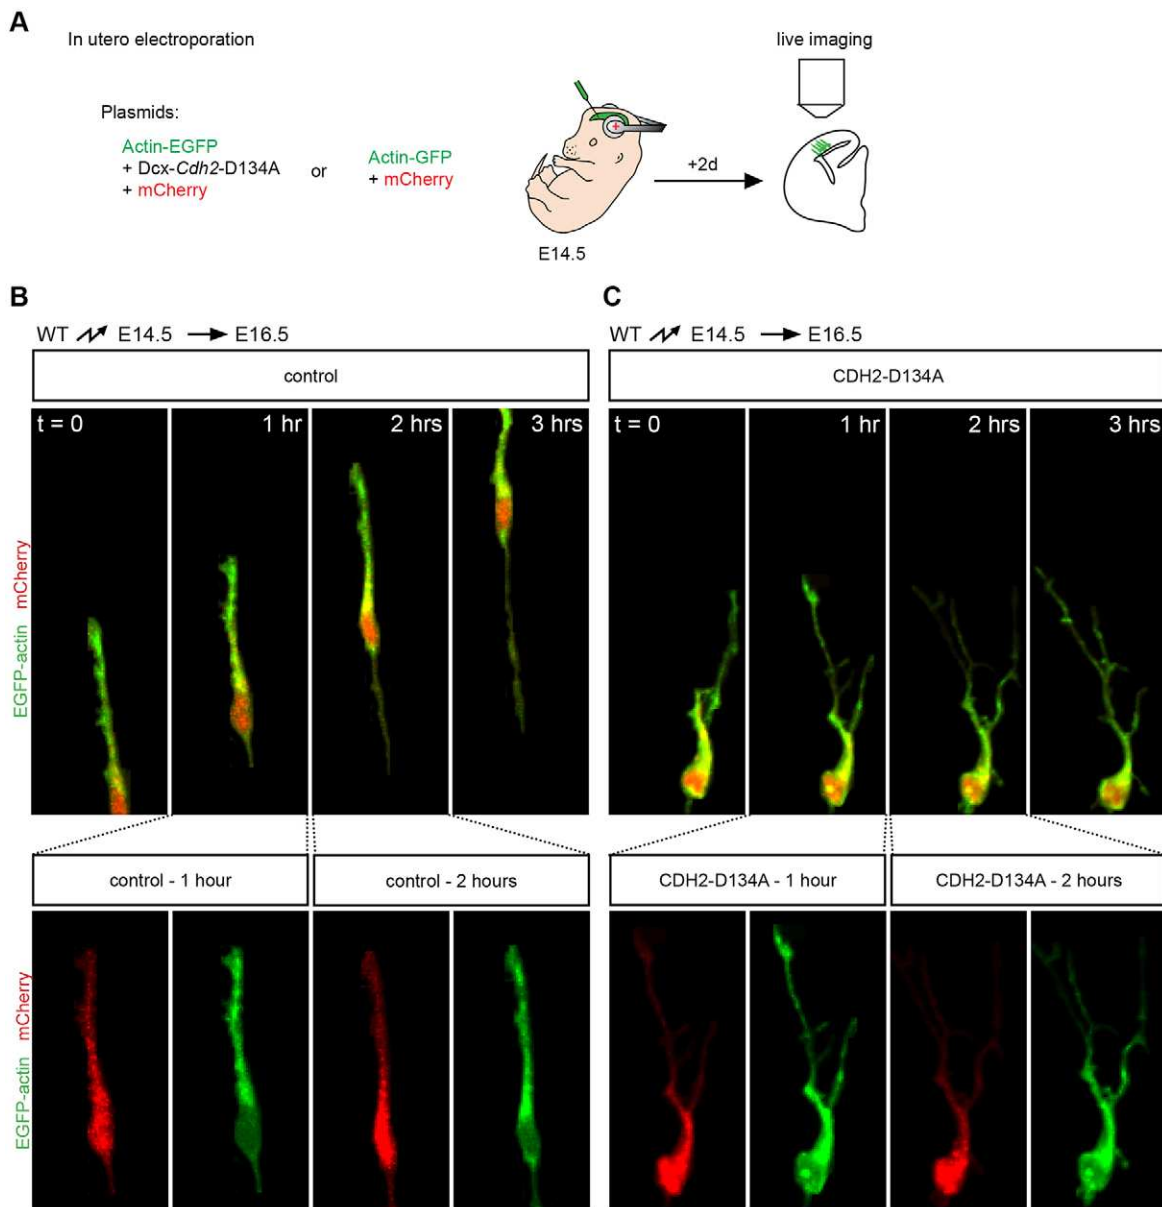 A
In utero electroporation
live imaging
Plasmids:
Actin-EGFP
+ Dcx-Cdh2-D134A
+ mCherry
or
Actin-GFP
+ mCherry
+2d
E14.5
B
WT E14.5 E16.5
control
t = 0 1 hr 2 hrs 3 hrs
EGFP-actin mCherry
control - 1 hour
control - 2 hours
EGFP-actin mCherry
C
WT E14.5 E16.5
CDH2-D134A
t = 0 1 hr 2 hrs 3 hrs
CDH2-D134A - 1 hour
CDH2-D134A - 2 hours